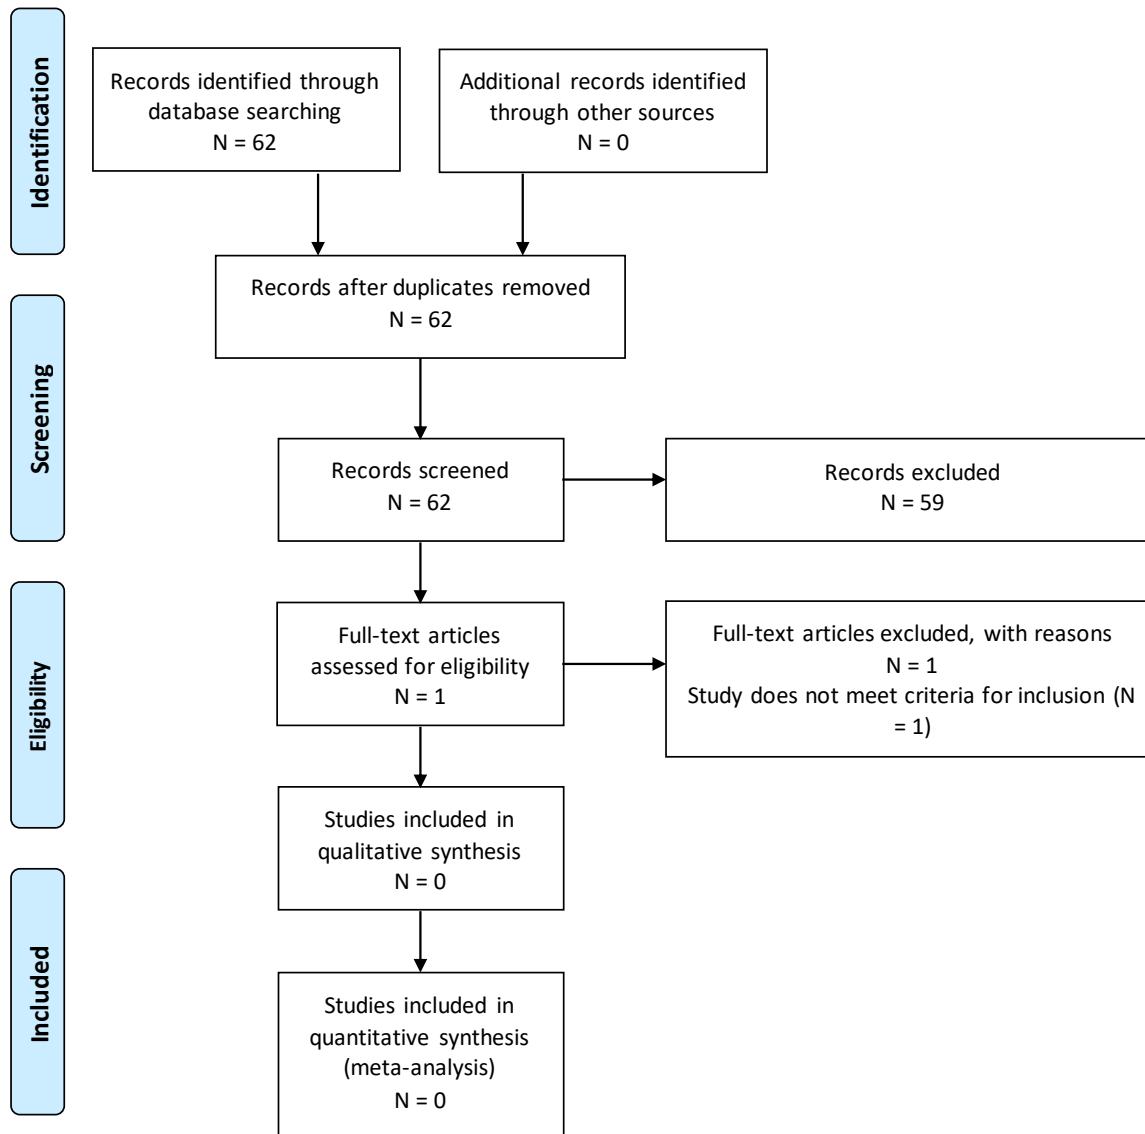 Identification
Records identified through
database searching
N = 62
Additional records identified
through other sources
N = 0
Records after duplicates removed
N = 62
Screening
Records screened
N = 62
Records excluded
N = 59
Eligibility
Full-text articles
assessed for eligibility
N = 1
Full-text articles excluded, with reasons
N = 1
Study does not meet criteria for inclusion (N
= 1)
Studies included in
qualitative synthesis
N = 0
Included
Studies included in
quantitative synthesis
(meta-analysis)
N = 0